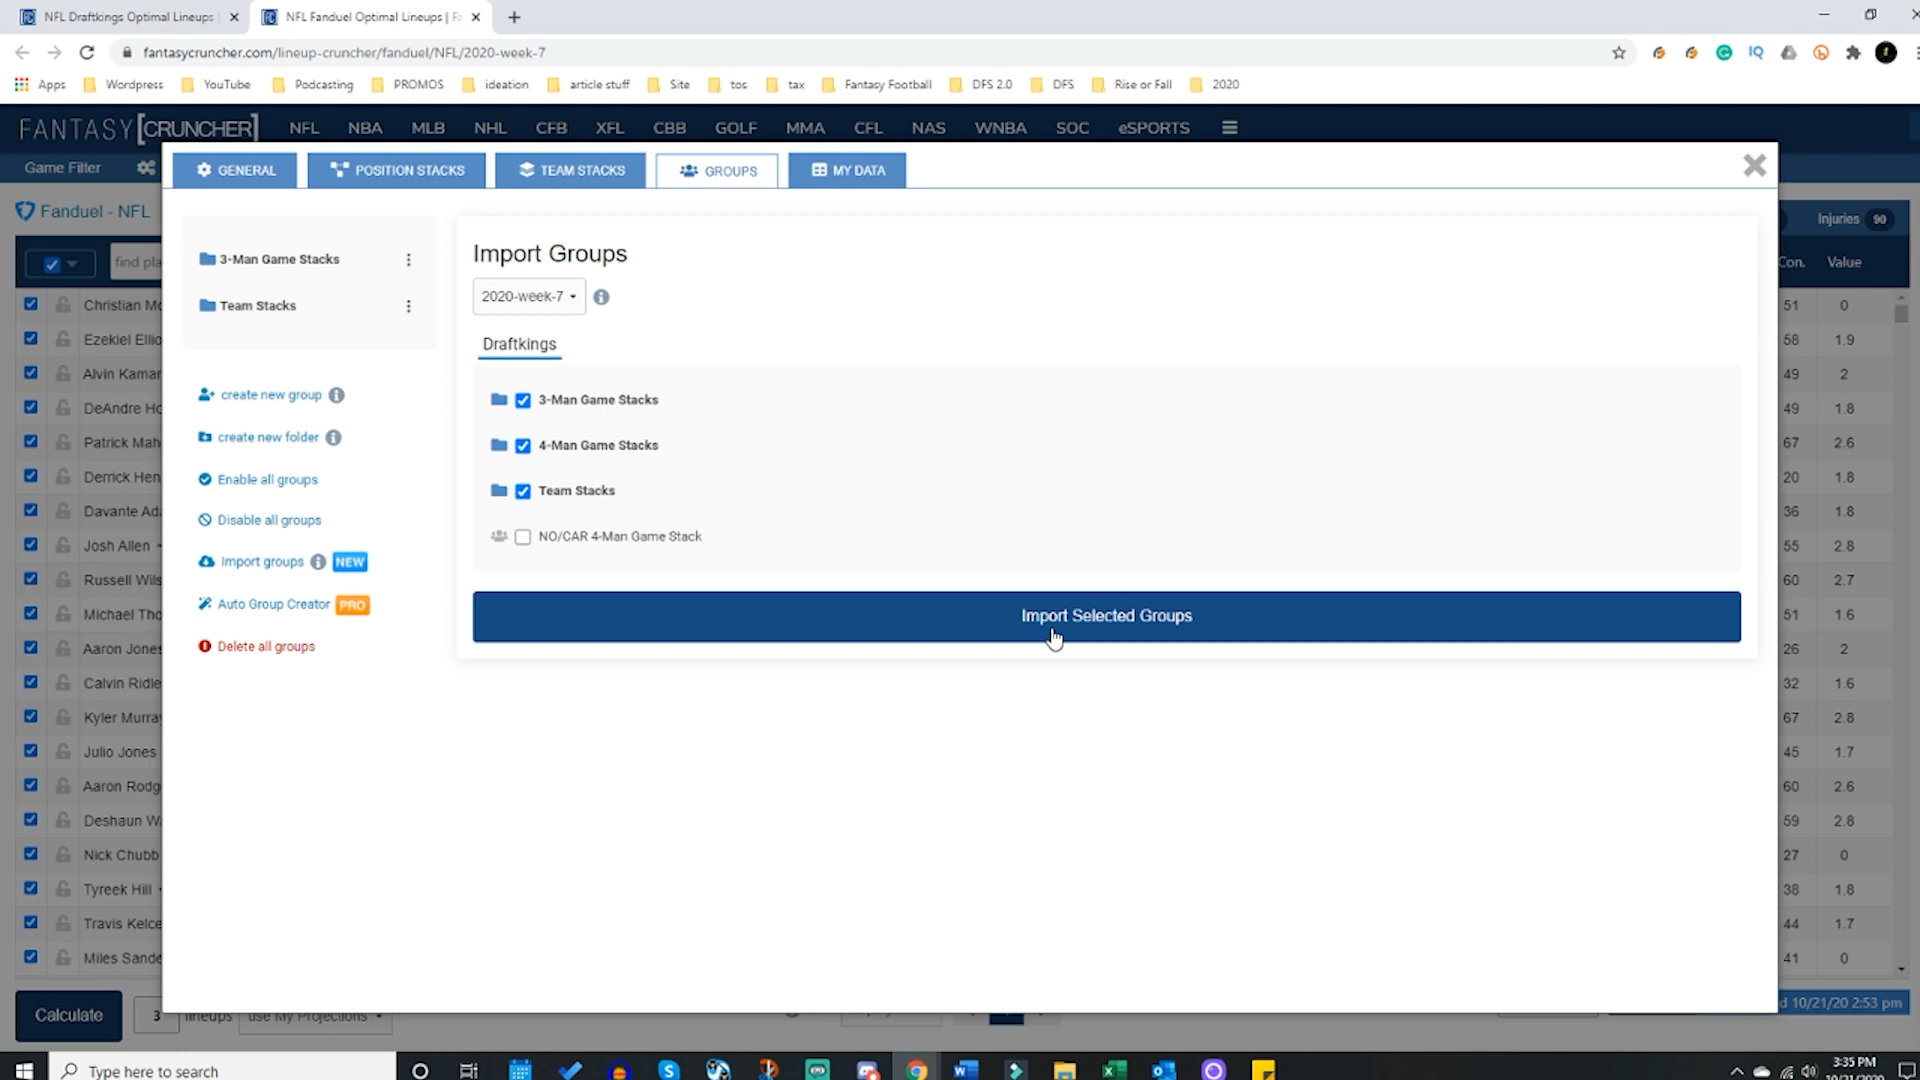 NFL Draftkings Optimal Lineups
NFL Fanduel Optimal Lineups | Fa
fantasycruncher.com/lineup-cruncher/fanduel/NFL/2020-week-7
IQ
Apps Wordpress YouTube Podcasting PROMOS ideation article stuff Site tos tax Fantasy Football DFS 2.0 DFS Rise or Fall 2020
FANTASY[CRUNCHER] NFL NBA MLB NHL CFB XFL CBB GOLF MMA CFL NAS WNBA SOC eSPORTS
Game Filter
GENERAL POSITION STACKS TEAM STACKS GROUPS MY DATA
Fanduel - NFL
Injuries 90
find pla
Con. Value
3-Man Game Stacks
Team Stacks
create new group
create new folder
Enable all groups
Disable all groups
Import groups NEW
Auto Group Creator PRO
Delete all groups
Import Groups
2020-week-7
Draftkings
3-Man Game Stacks
4-Man Game Stacks
Team Stacks
NO/CAR 4-Man Game Stack
Import Selected Groups
Christian Mc 51 0
Ezekiel Ellio 58 1.9
Alvin Kamar 49 2
DeAndre Ho 49 1.8
Patrick Mah 67 2.6
Derrick Hen 20 1.8
Davante Ada 36 1.8
Josh Allen 55 2.8
Russell Wils 60 2.7
Michael Tho 51 1.6
Aaron Jones 26 2
Calvin Ridle 32 1.6
Kyler Murray 67 2.8
Julio Jones 45 1.7
Aaron Rodg 60 2.6
Deshaun Wa 59 2.8
Nick Chubb 27 0
Tyreek Hill 38 1.8
Travis Kelce 44 1.7
Miles Sande 41 0
Calculate 3 lineups use My Projections
d 10/21/20 2:53 pm
Type here to search
3:35 PM
10/21/2020